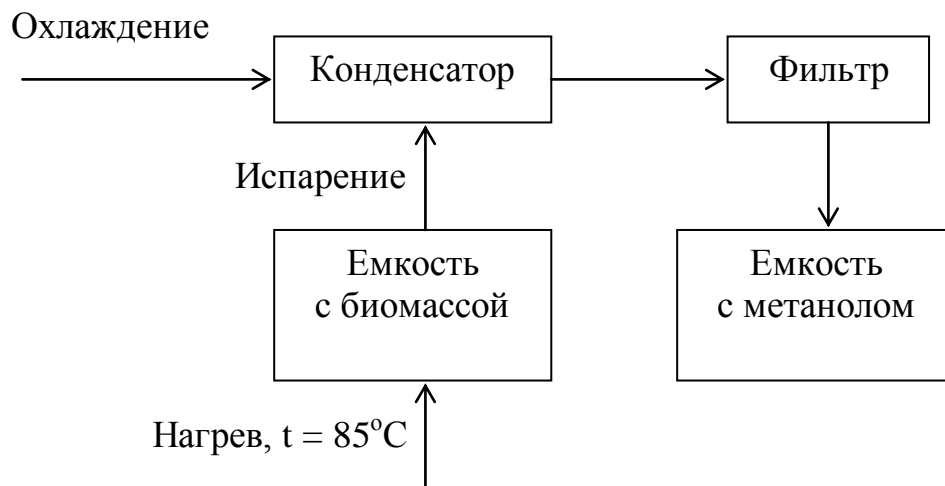 Охлаждение
Конденсатор
Фильтр
Испарение
Емкость
с биомассой
Емкость
с метанолом
Нагрев, t = 85°C